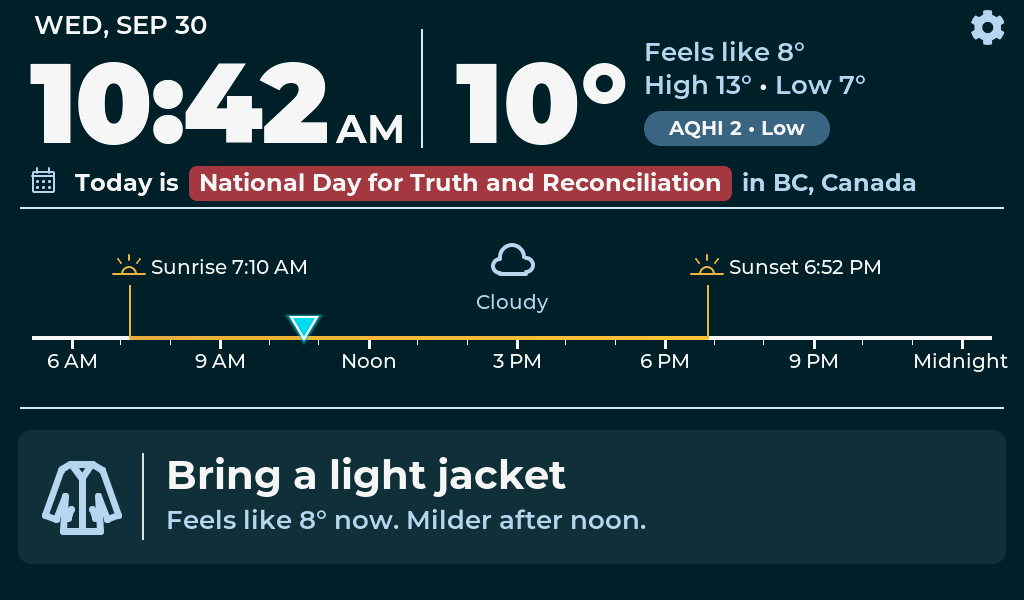 WED, SEP 30
10:42 AM
10°
Feels like 8°
High 13° • Low 7°
AQHI 2 • Low
Today is National Day for Truth and Reconciliation in BC, Canada
Sunrise 7:10 AM
Cloudy
Sunset 6:52 PM
6 AM 9 AM Noon 3 PM 6 PM 9 PM Midnight
Bring a light jacket
Feels like 8° now. Milder after noon.